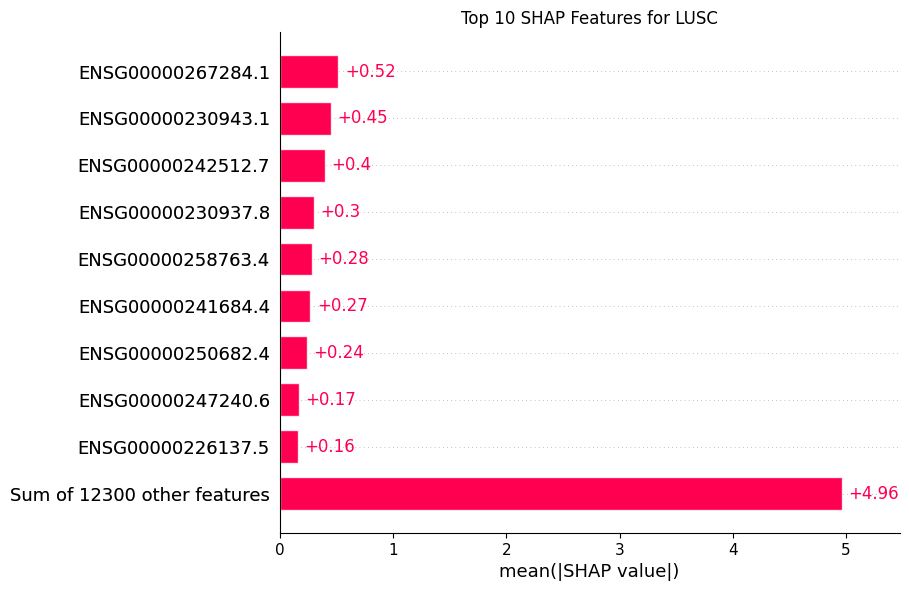 Top 10 SHAP Features for LUSC
ENSG00000267284.1 +0.52
ENSG00000230943.1 +0.45
ENSG00000242512.7 +0.4
ENSG00000230937.8 +0.3
ENSG00000258763.4 +0.28
ENSG00000241684.4 +0.27
ENSG00000250682.4 +0.24
ENSG00000247240.6 +0.17
ENSG00000226137.5 +0.16
Sum of 12300 other features +4.96
0 1 2 3 4 5
mean(|SHAP value|)